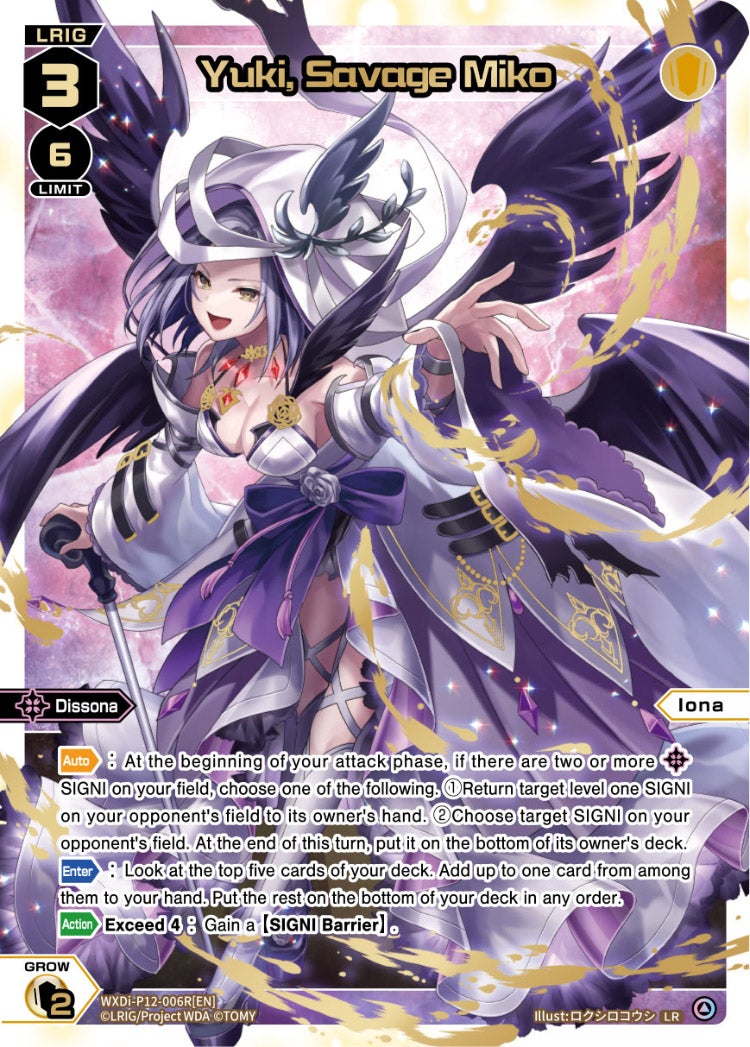 LRIG
3
Yuki, Savage Miko
6
LIMIT
Dissona
Iona
Auto : At the beginning of your attack phase, if there are two or more
SIGNI on your field, choose one of the following. ①Return target level one SIGNI
on your opponent's field to its owner's hand. ②Choose target SIGNI on your
opponent's field. At the end of this turn, put it on the bottom of its owner's deck.
Enter : Look at the top five cards of your deck. Add up to one card from among
them to your hand. Put the rest on the bottom of your deck in any order.
Action Exceed 4 : Gain a 【SIGNI Barrier】.
GROW
2
WXDi-P12-006R[EN]
©LRIG/Project WDA ©TOMY
Illust:ロクシロコウシ LR